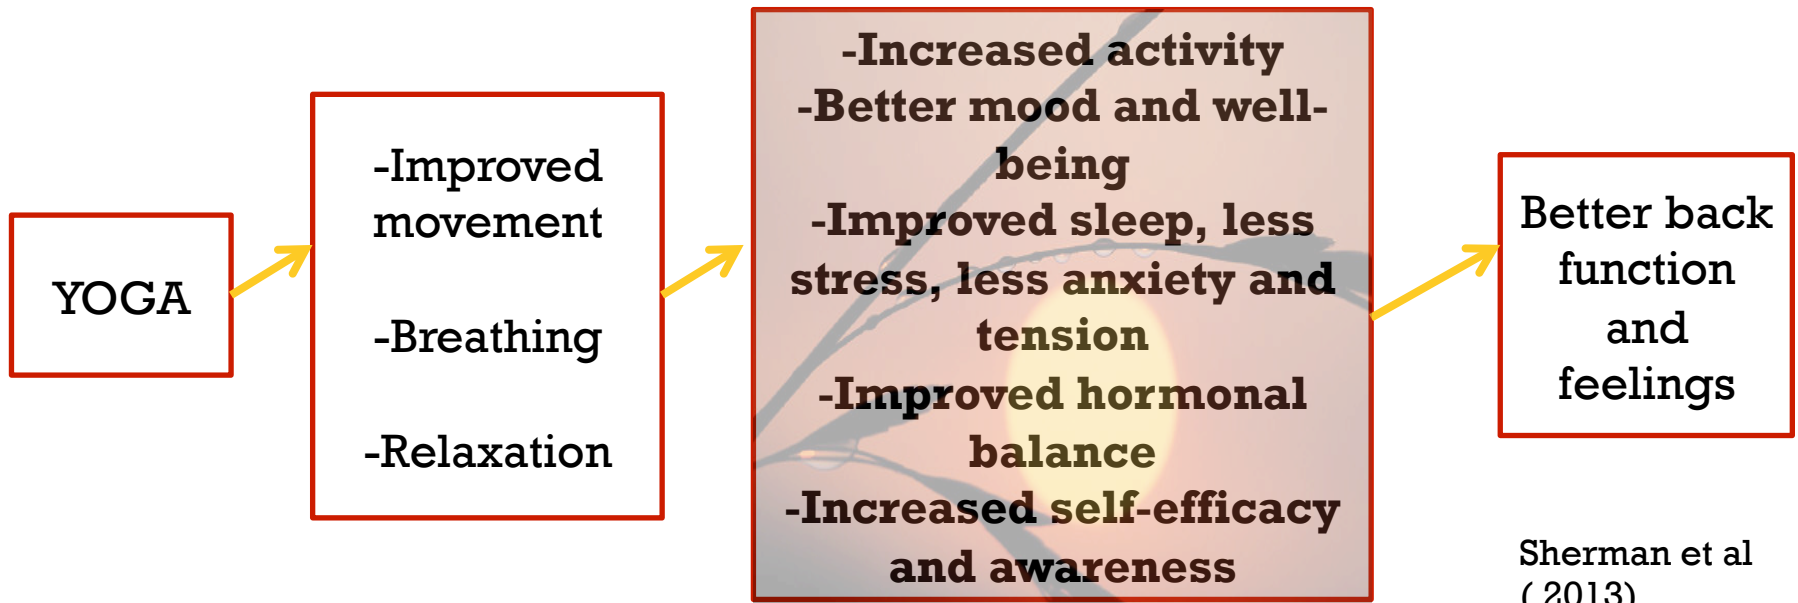 YOGA
-Improved
movement
-Breathing
-Relaxation
-Increased activity
-Better mood and well-
being
-Improved sleep, less
stress, less anxiety and
tension
-Improved hormonal
balance
-Increased self-efficacy
and awareness
Better back
function
and
feelings
Sherman et al
( 2013)